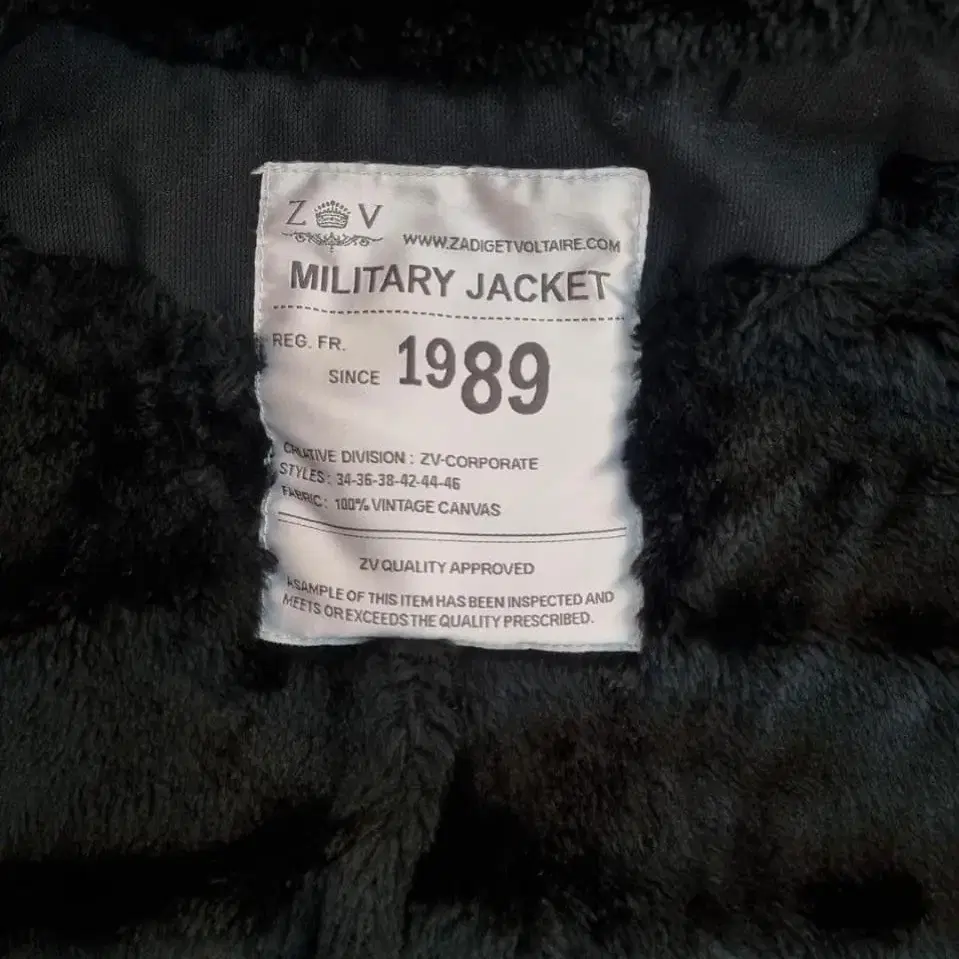 Z V
WWW.ZADIGETVOLTAIRE.COM
MILITARY JACKET
REG. FR.
SINCE 1989
CREATIVE DIVISION : ZV-CORPORATE
STYLES : 34-36-38-42-44-46
FABRIC : 100% VINTAGE CANVAS
ZV QUALITY APPROVED
A SAMPLE OF THIS ITEM HAS BEEN INSPECTED AND
MEETS OR EXCEEDS THE QUALITY PRESCRIBED.